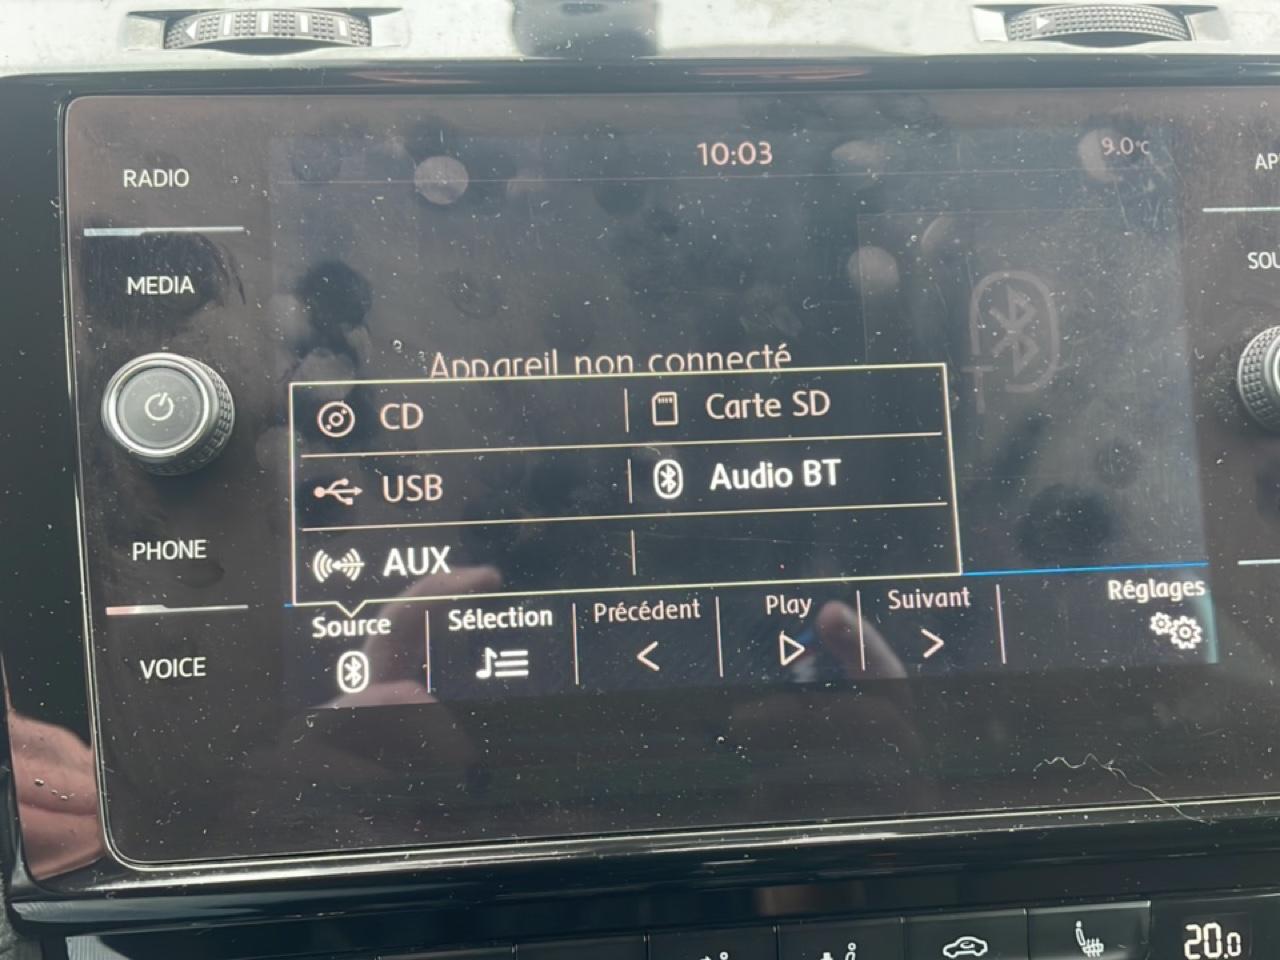 10:03
9.0°C
RADIO
MEDIA
PHONE
VOICE
Appareil non connecté
CD
Carte SD
USB
Audio BT
AUX
Source
Sélection
Précédent
Play
Suivant
Réglages
20.0